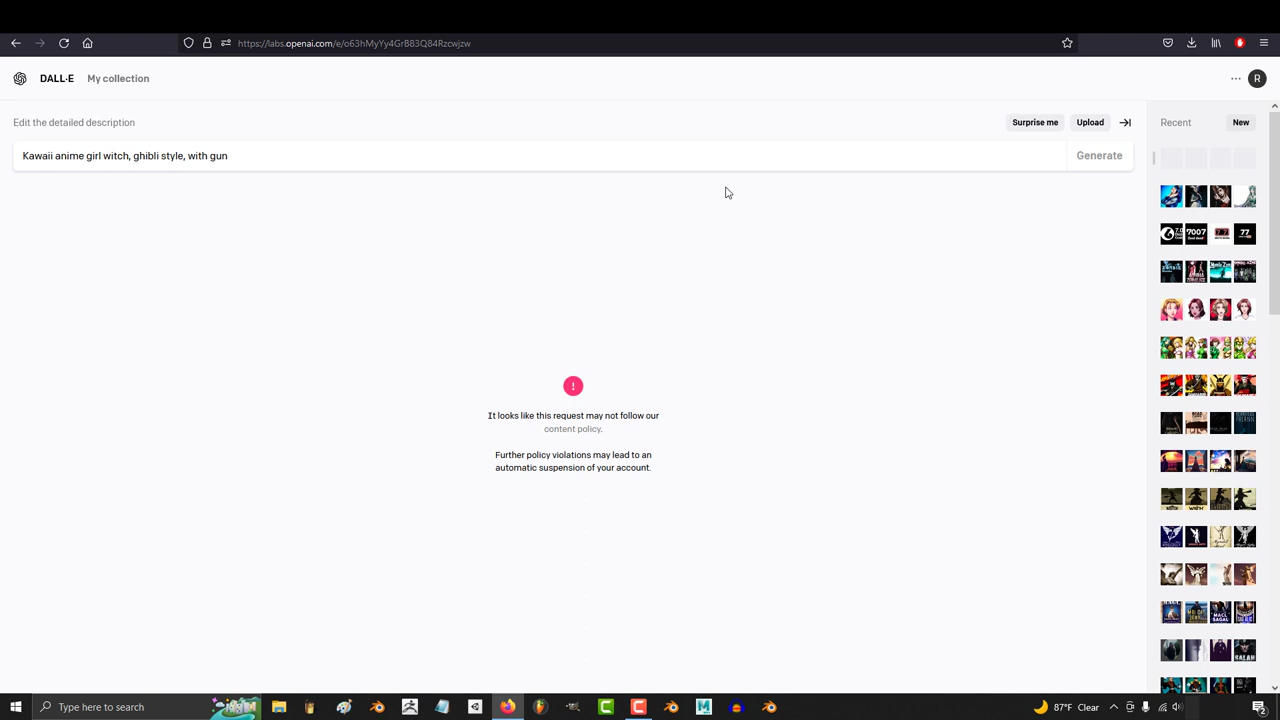 https://labs.openai.com/e/o63hMyYy4GrB83Q84Rzcwjzw
DALL·E
My collection
R
Edit the detailed description
Surprise me
Upload
Recent
New
Kawaii anime girl witch, ghibli style, with gun
Generate
It looks like this request may not follow our
content policy.
Further policy violations may lead to an
automatic suspension of your account.
Type here to search
87°F Clear
2